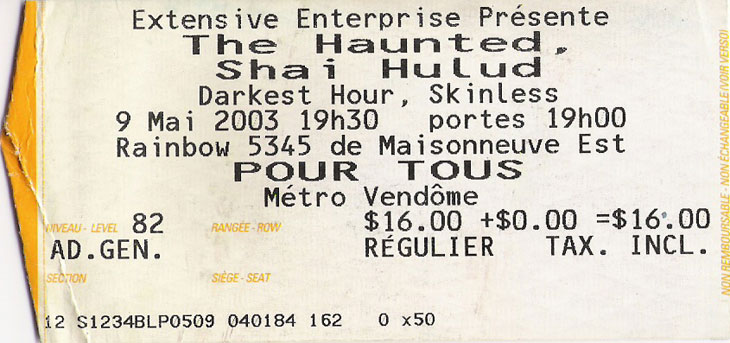 Extensive Enterprise Présente
The Haunted,
Shai Hulud
Darkest Hour, Skinless
9 Mai 2003 19h30 portes 19h00
Rainbow 5345 de Maisonneuve Est
POUR TOUS
Métro Vendôme
NIVEAU - LEVEL 82 RANGÉE - ROW $16.00 +$0.00 =$16.00
AD.GEN. RÉGULIER TAX. INCL.
SECTION SIÈGE - SEAT
12 S1234BLP0509 040184 162 0 x50
NON REMBOURSABLE - NON ÉCHANGEABLE (VOIR VERSO)